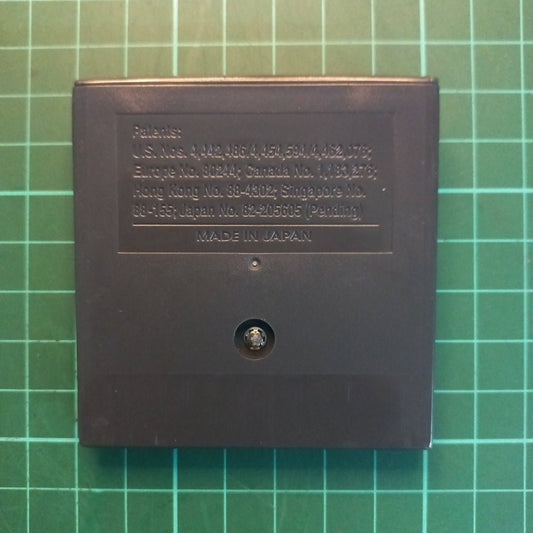 Patents:
U.S. Nos. 4,442,486/4,454,594/4,462,076;
Europe No. 80244; Canada No. 1,183,276;
Hong Kong No. 88-4302; Singapore No.
88-155; Japan No. 82-205605 (Pending)
MADE IN JAPAN